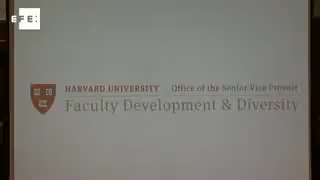 EFE:
HARVARD UNIVERSITY Office of the Senior Vice Provost
Faculty Development & Diversity